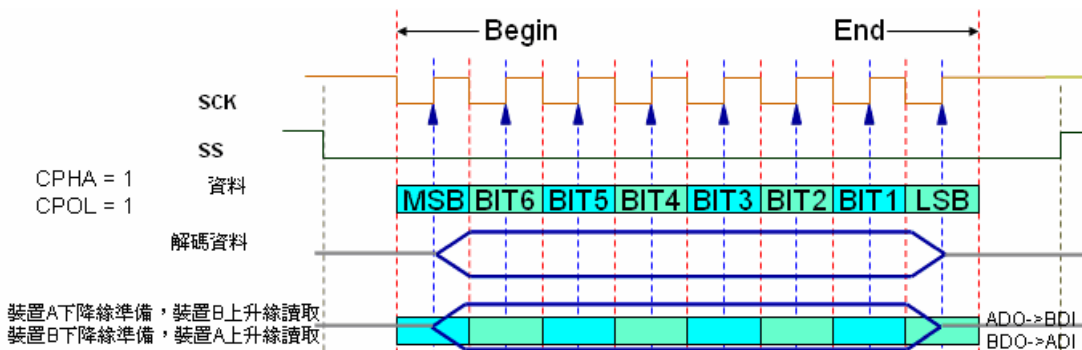 Begin End
SCK
SS
CPHA = 1
CPOL = 1
資料
MSB BIT6 BIT5 BIT4 BIT3 BIT2 BIT1 LSB
解碼資料
裝置A下降緣準備，裝置B上升緣讀取
裝置B下降緣準備，裝置A上升緣讀取
ADO->BDI
BDO->ADI